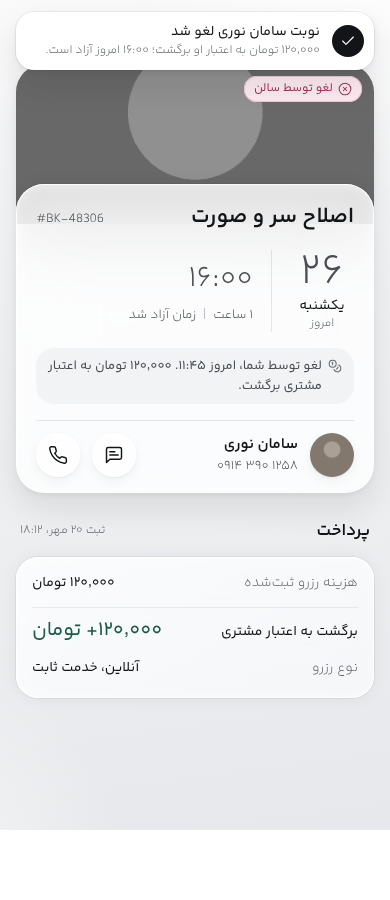 نوبت سامان نوری لغو شد
۱۲۰,۰۰۰ تومان به اعتبار او برگشت؛ ۱۶:۰۰ امروز آزاد است.
لغو توسط سالن
اصلاح سر و صورت
#BK-48306
۲۶
یکشنبه
امروز
۱۶:۰۰
۱ ساعت | زمان آزاد شد
لغو توسط شما، امروز ۱۱:۴۵. ۱۲۰,۰۰۰ تومان به اعتبار
مشتری برگشت.
سامان نوری
۰۹۱۴ ۳۹۰ ۱۲۵۸
پرداخت
ثبت ۲۰ مهر، ۱۸:۱۲
هزینه رزرو ثبت‌شده
۱۲۰,۰۰۰ تومان
برگشت به اعتبار مشتری
+۱۲۰,۰۰۰ تومان
نوع رزرو
آنلاین، خدمت ثابت